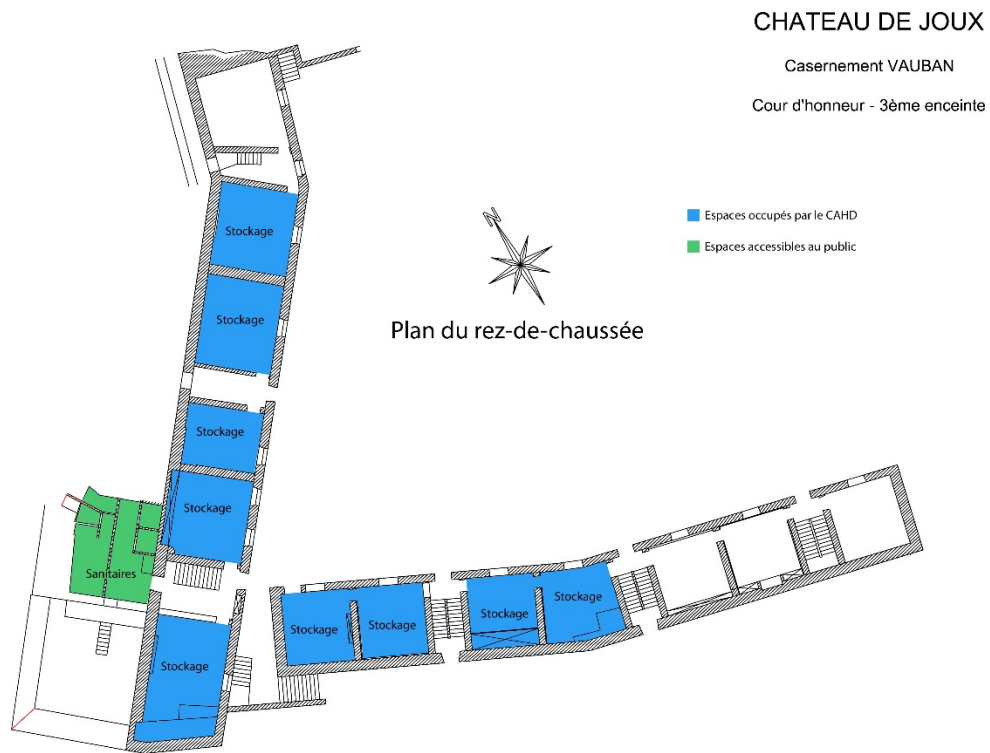 CHATEAU DE JOUX
Casernement VAUBAN
Cour d'honneur - 3ème enceinte
Espaces occupés par le CAHD
Espaces accessibles au public
N
Plan du rez-de-chaussée
Stockage
Stockage
Stockage
Stockage
Sanitaires
Stockage
Stockage
Stockage
Stockage
Stockage